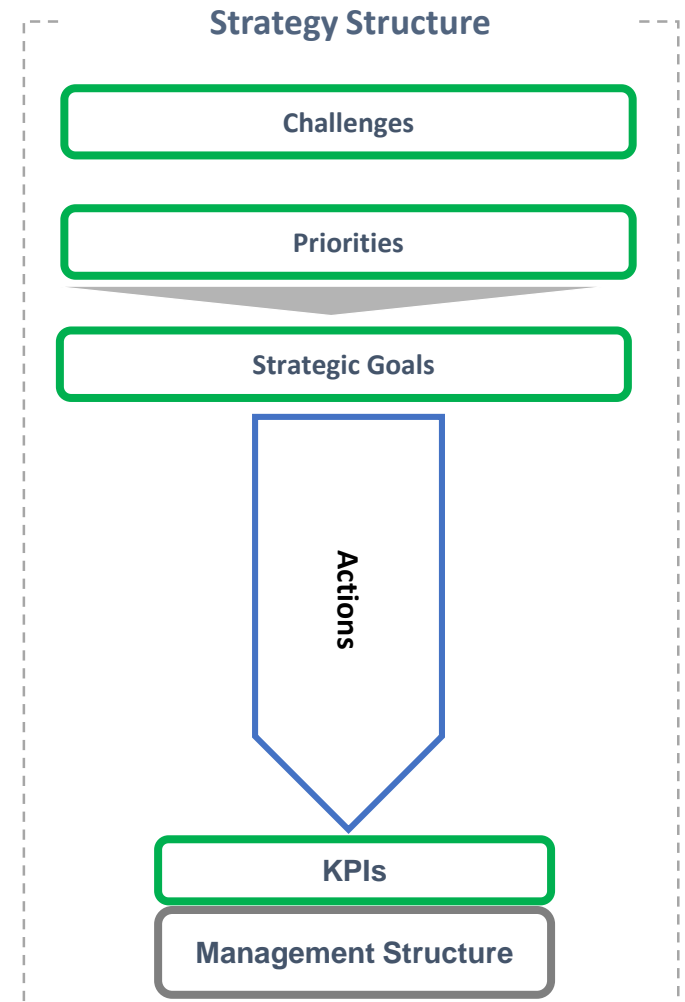 Strategy Structure
Challenges
Priorities
Strategic Goals
Actions
KPIs
Management Structure